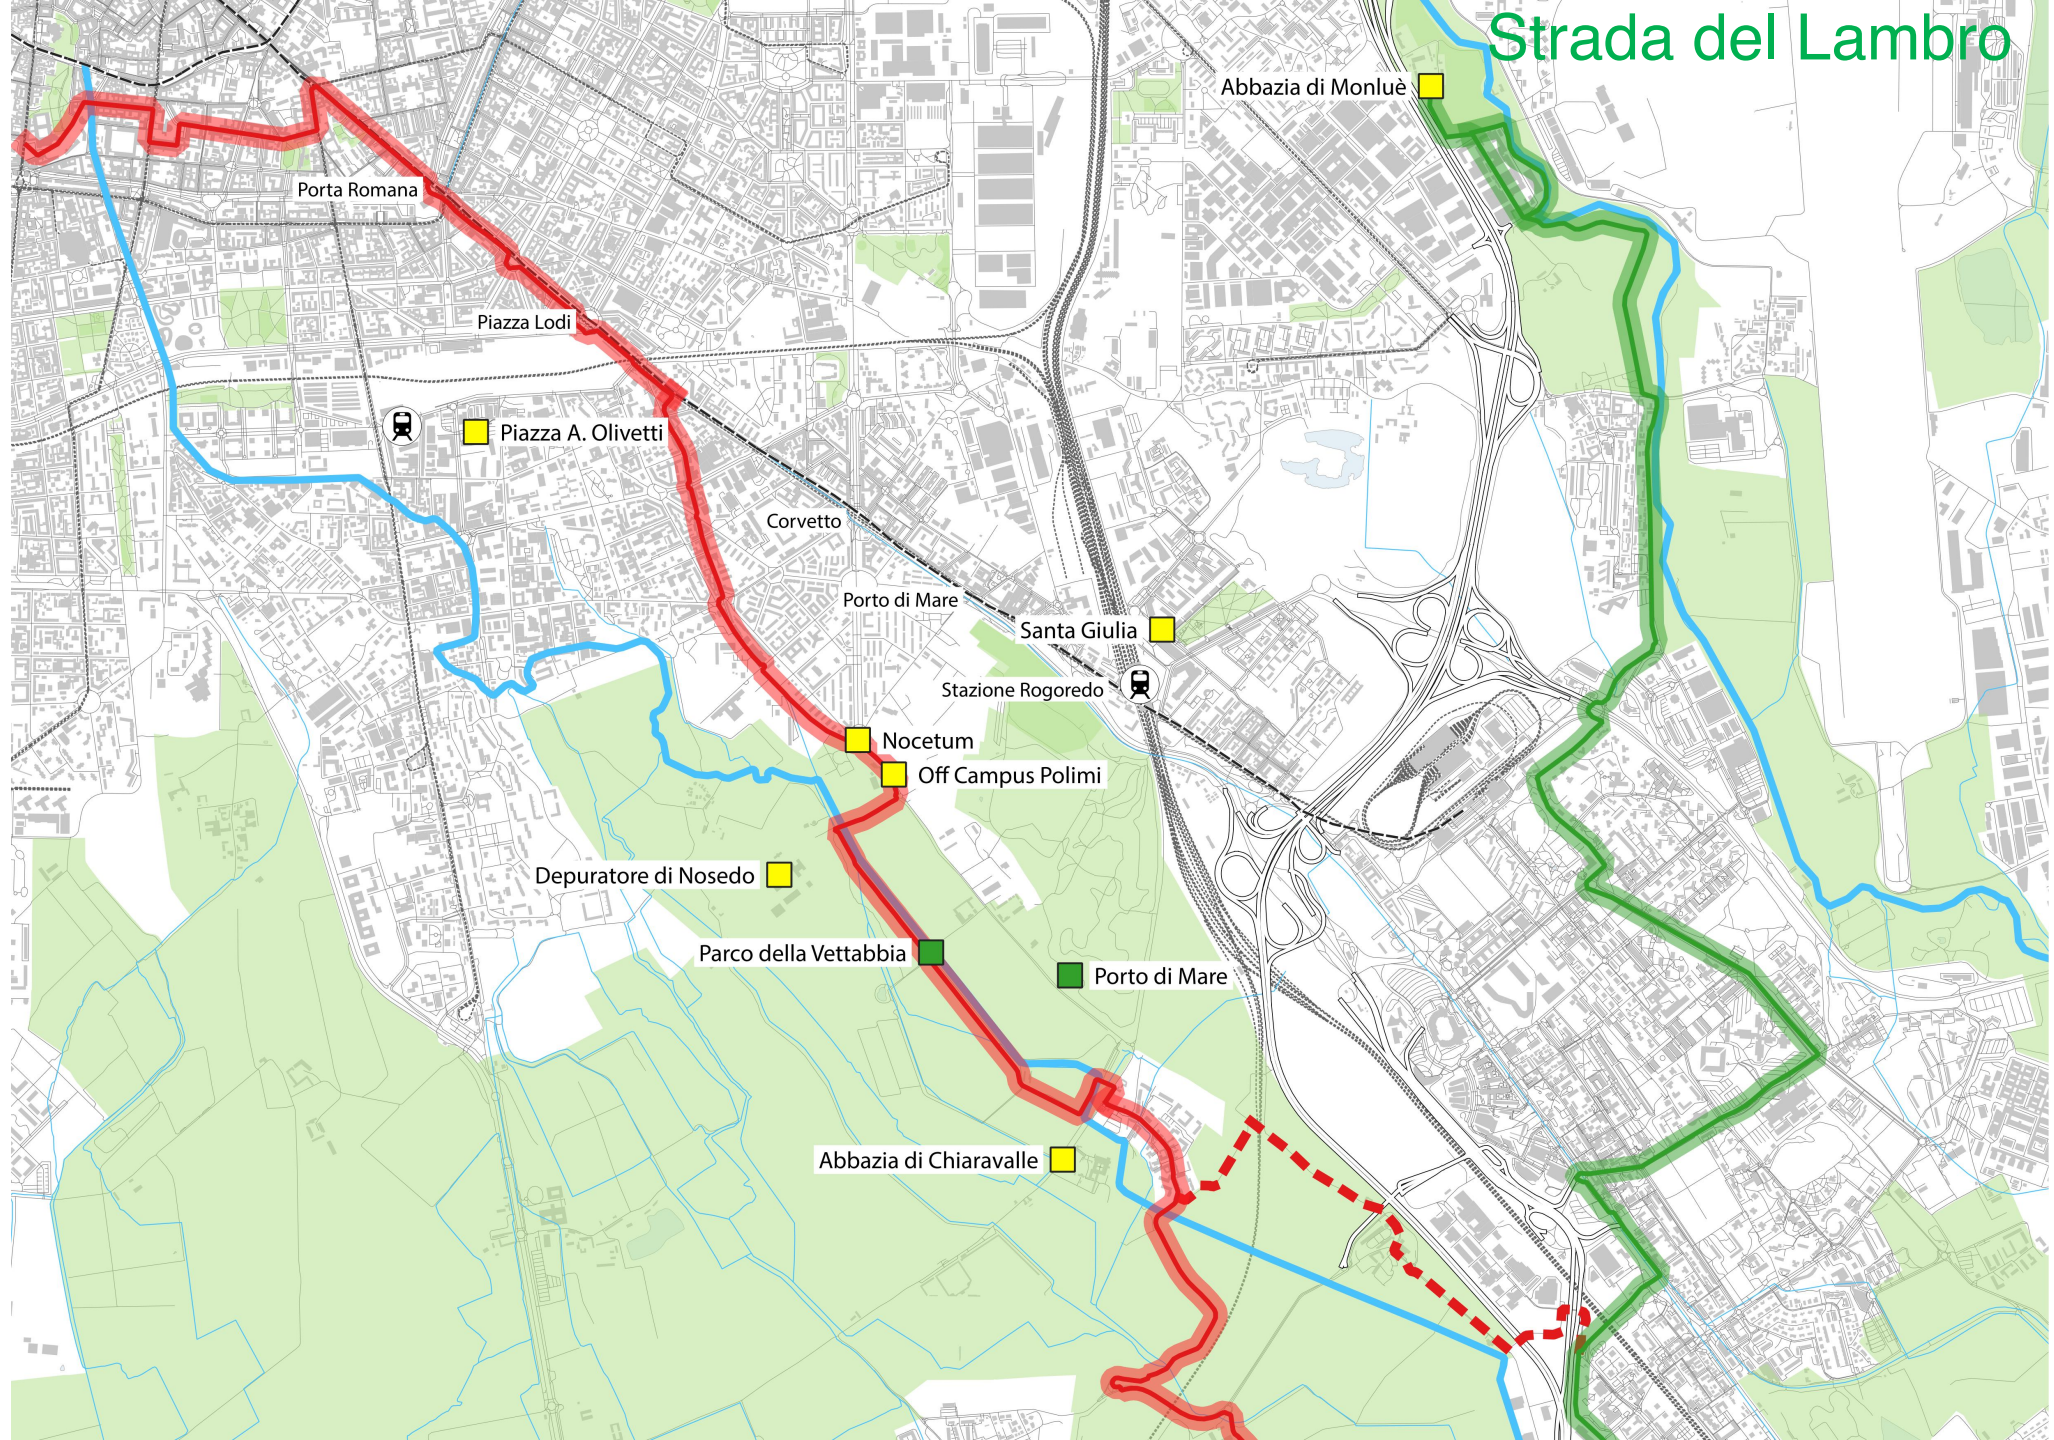 Strada del Lambro
Abbazia di Monluè
Porta Romana
Piazza Lodi
Piazza A. Olivetti
Corvetto
Porto di Mare
Santa Giulia
Stazione Rogoredo
Nocetum
Off Campus Polimi
Depuratore di Nosedo
Parco della Vettabbia
Porto di Mare
Abbazia di Chiaravalle